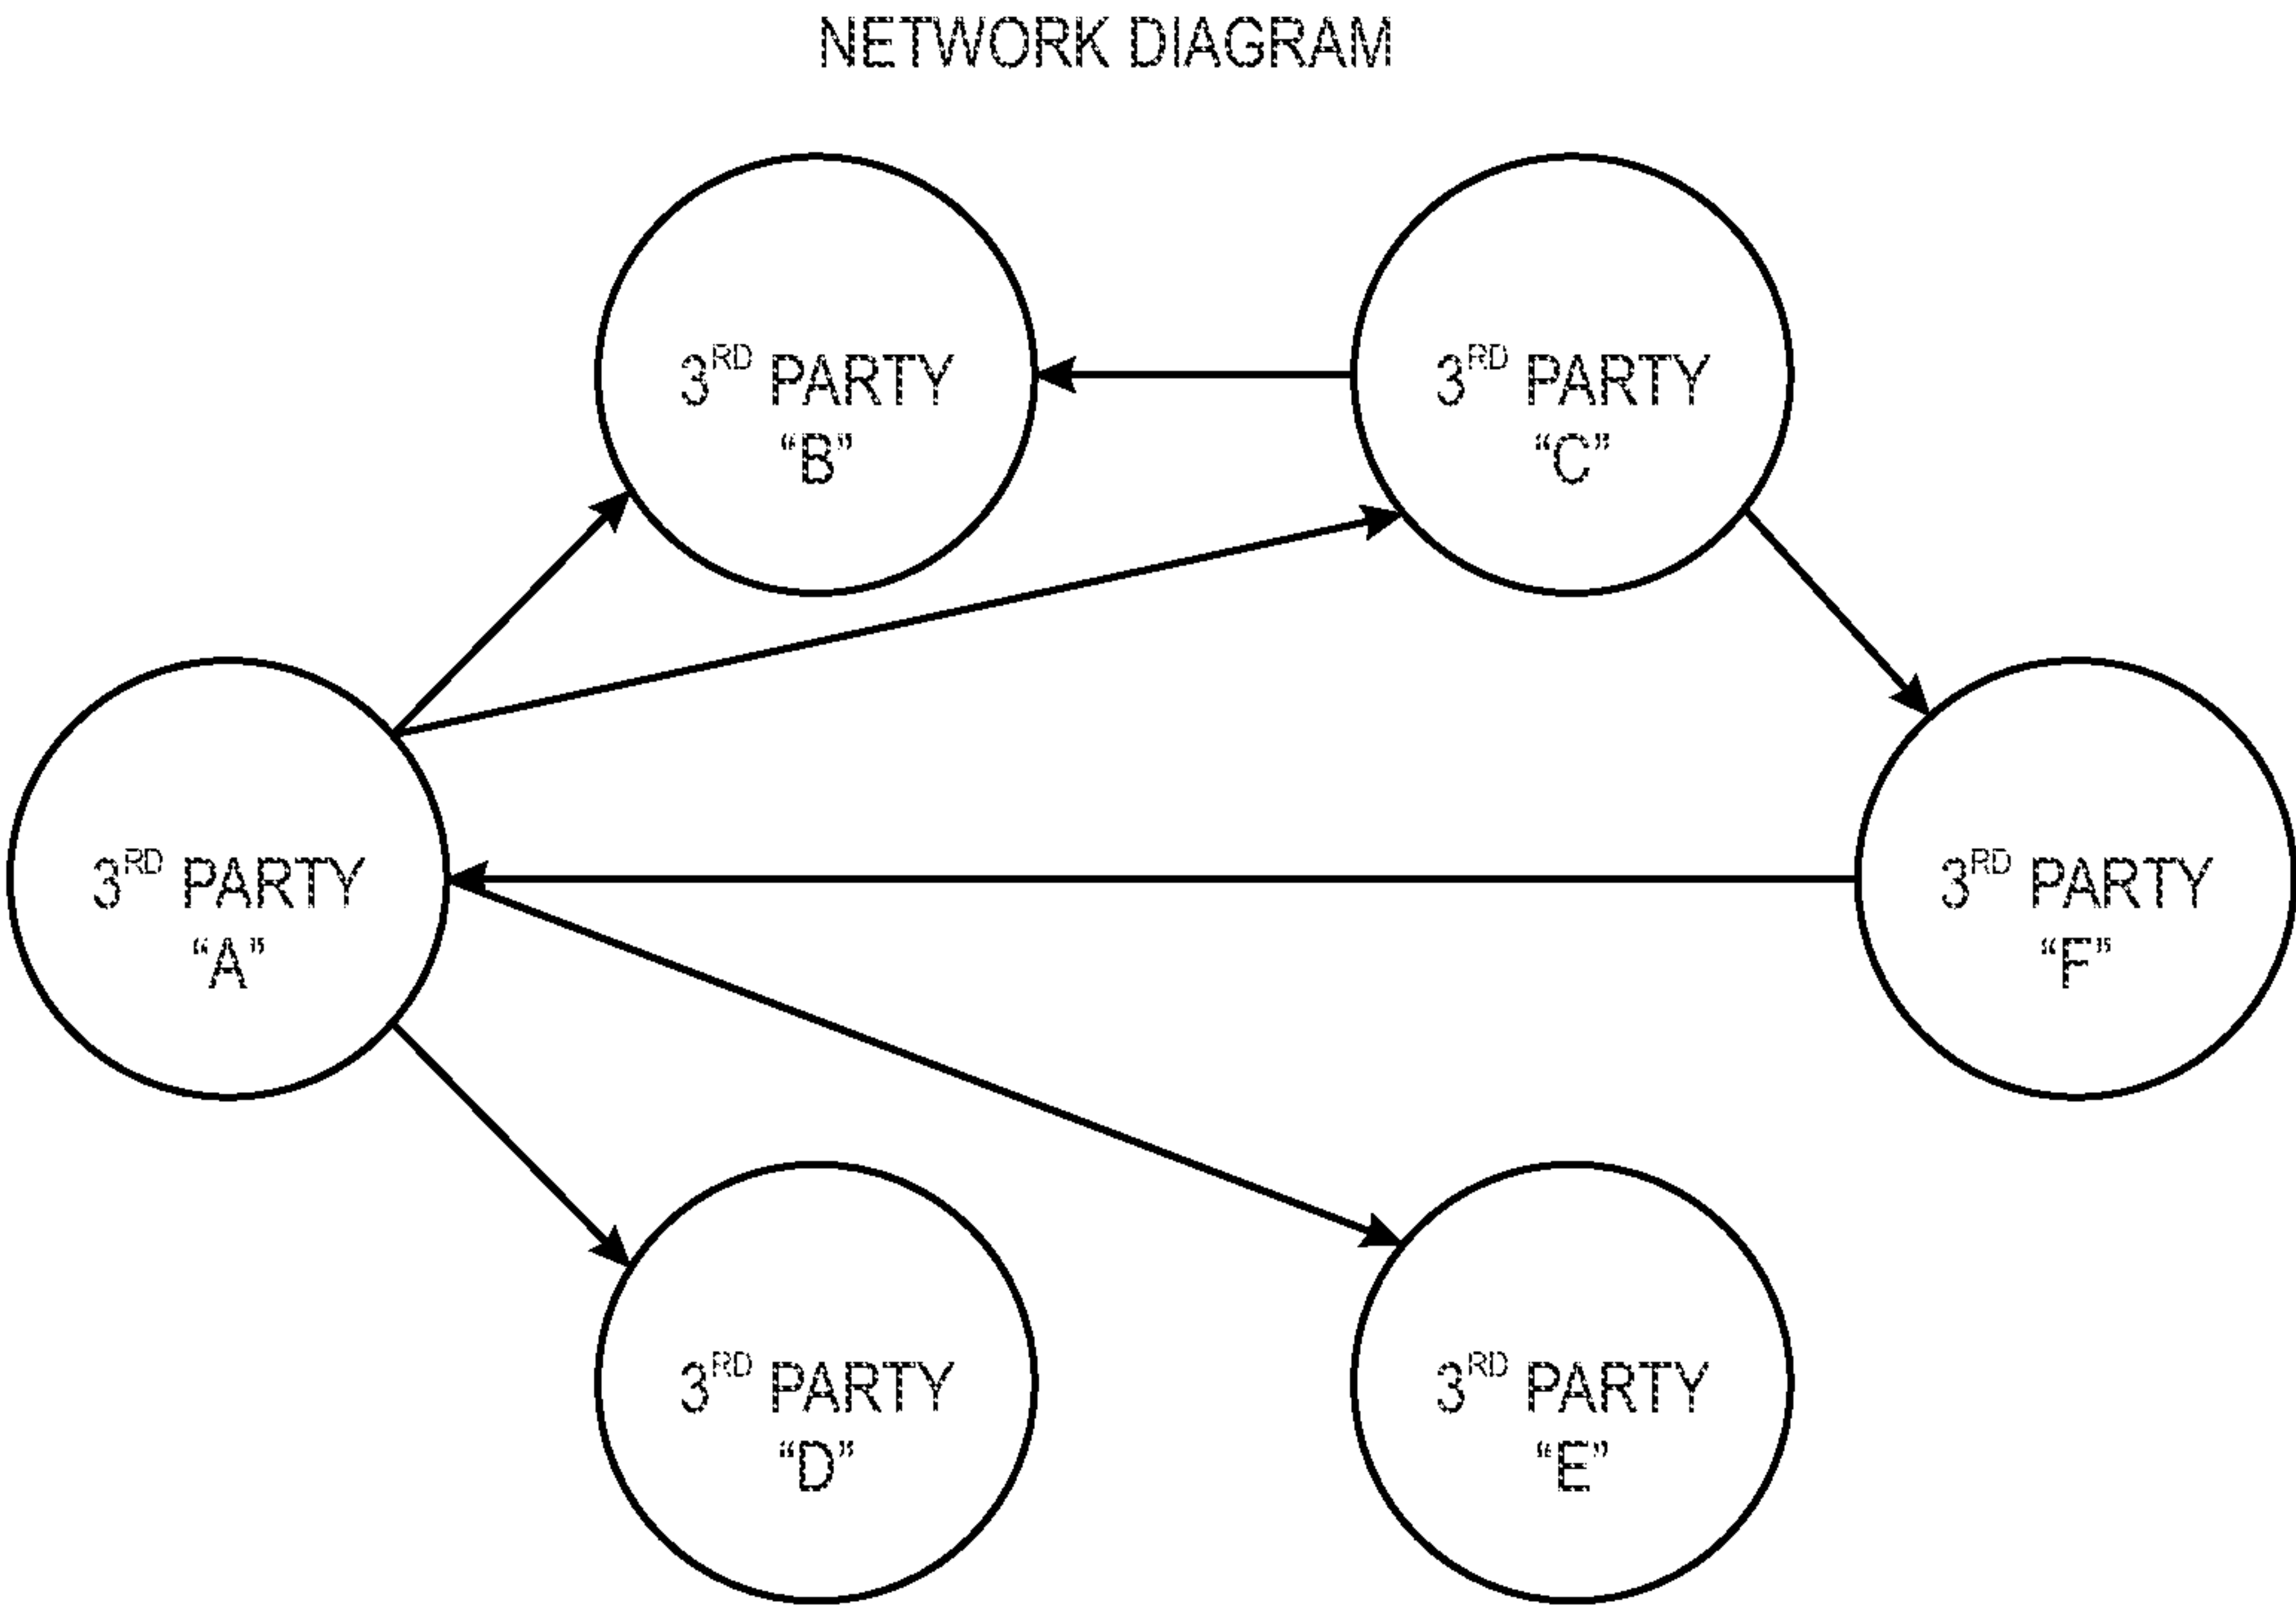 NETWORK DIAGRAM
3RD PARTY
“B”
3RD PARTY
“C”
3RD PARTY
“A”
3RD PARTY
“F”
3RD PARTY
“D”
3RD PARTY
“E”